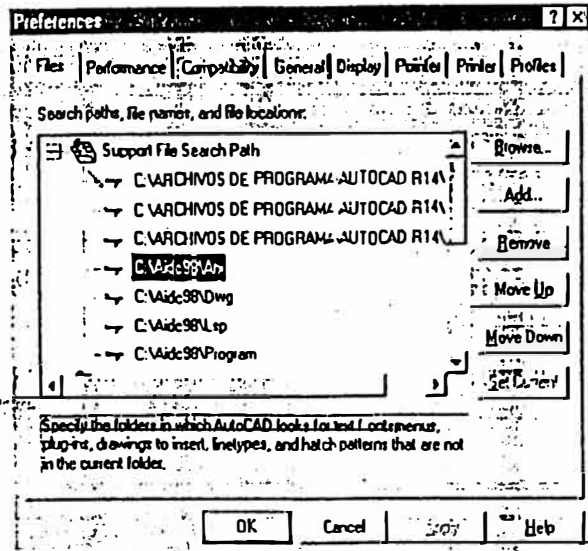 Preferences
Files Performance Compatibility General Display Pointer Printer Profiles
Search paths, file names, and file locations:
Support File Search Path
C:\ARCHIVOS DE PROGRAMA\AUTOCAD R14\
C:\ARCHIVOS DE PROGRAMA\AUTOCAD R14\
C:\ARCHIVOS DE PROGRAMA\AUTOCAD R14\
C:\Aidc98\Dwg
C:\Aidc98\Lsp
C:\Aidc98\Program
Browse...
Add...
Remove
Move Up
Move Down
Set Current
Specify the folders in which AutoCAD looks for text fonts, menus,
plug-ins, drawings to insert, linetypes, and hatch patterns that are not
in the current folder.
OK Cancel Apply Help